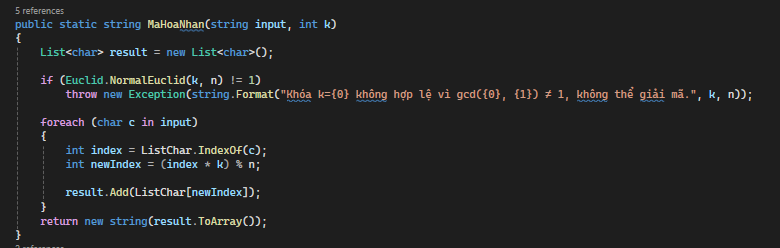 5 references
public static string MaHoaNhan(string input, int k)
{
    List<char> result = new List<char>();

    if (Euclid.NormalEuclid(k, n) != 1)
        throw new Exception(string.Format("Khóa k={0} không hợp lệ vì gcd({0}, {1}) ≠ 1, không thể giải mã.", k, n));

    foreach (char c in input)
    {
        int index = ListChar.IndexOf(c);
        int newIndex = (index * k) % n;

        result.Add(ListChar[newIndex]);
    }
    return new string(result.ToArray());
}